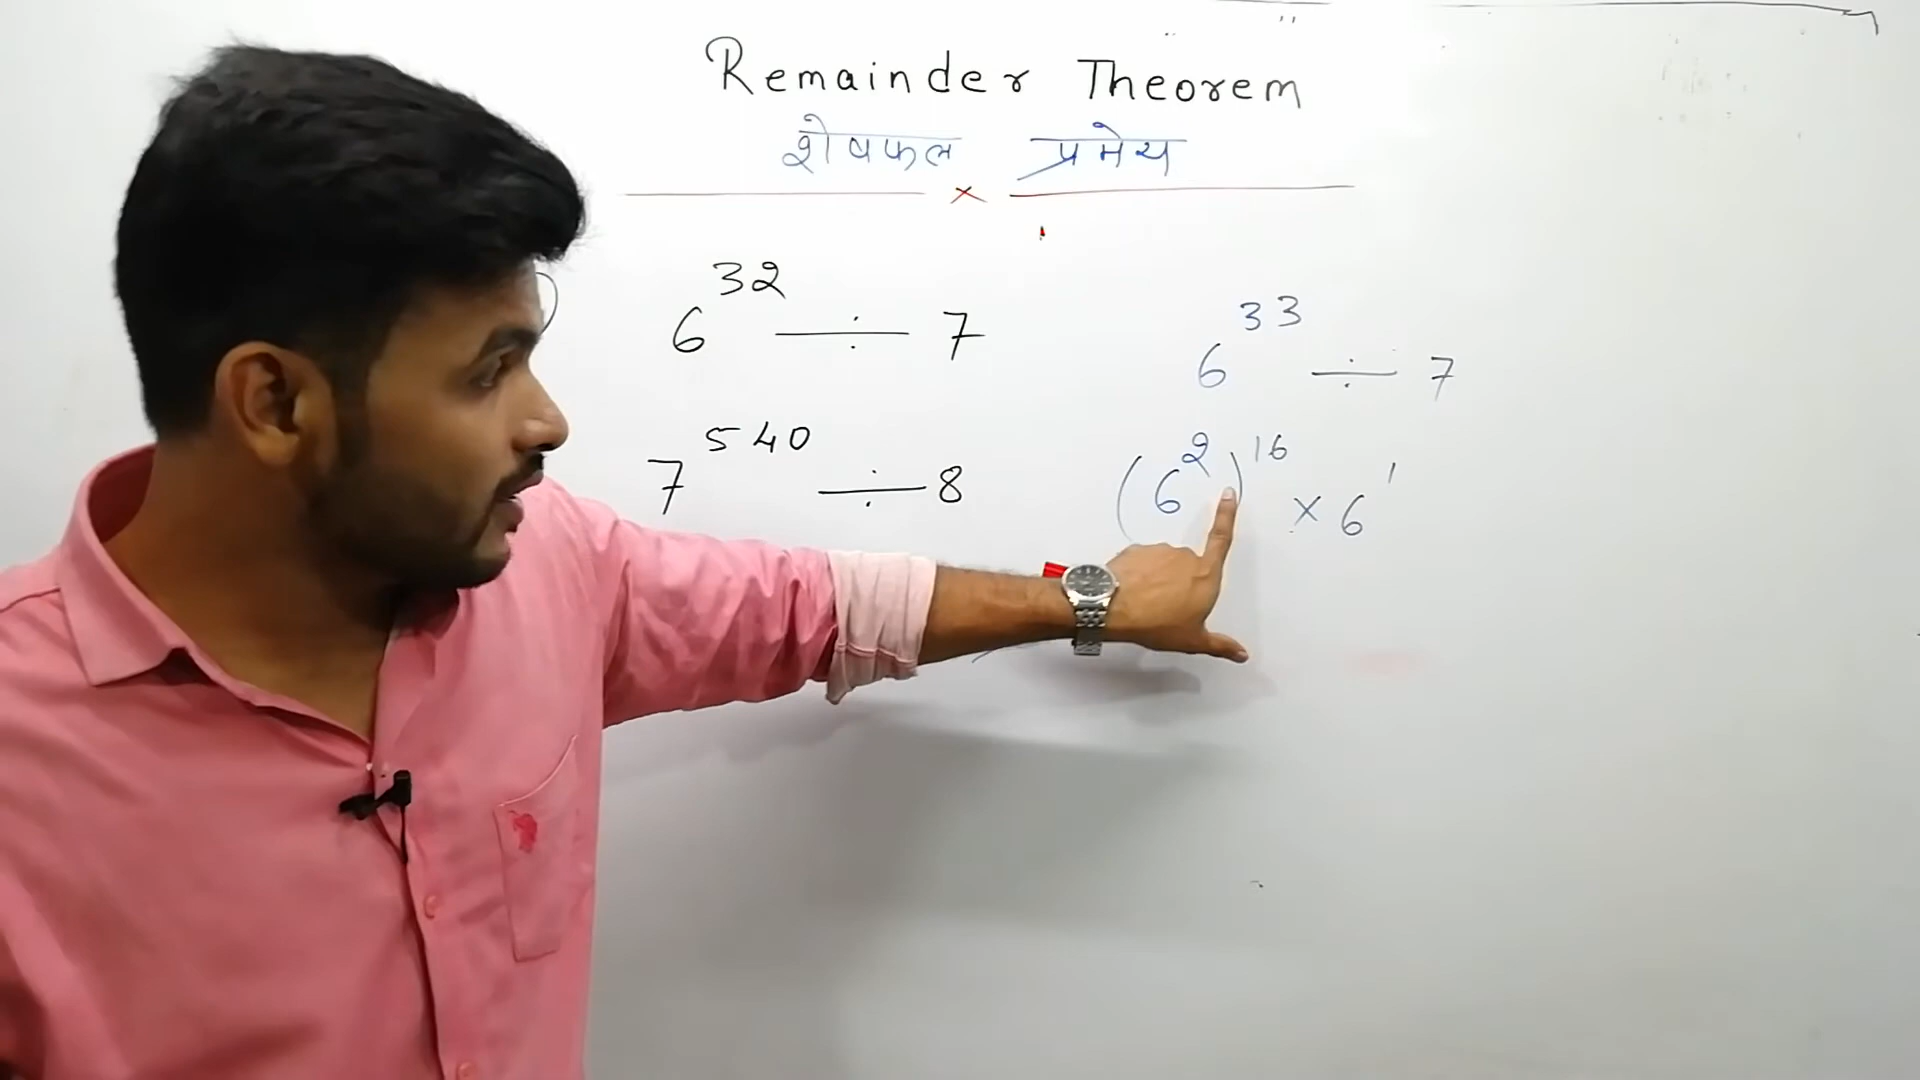 Remainder Theorem
शेषफल प्रमेय
×
6^32 ÷ 7
7^540 ÷ 8
6^33 ÷ 7
(6^2)^16 × 6^1